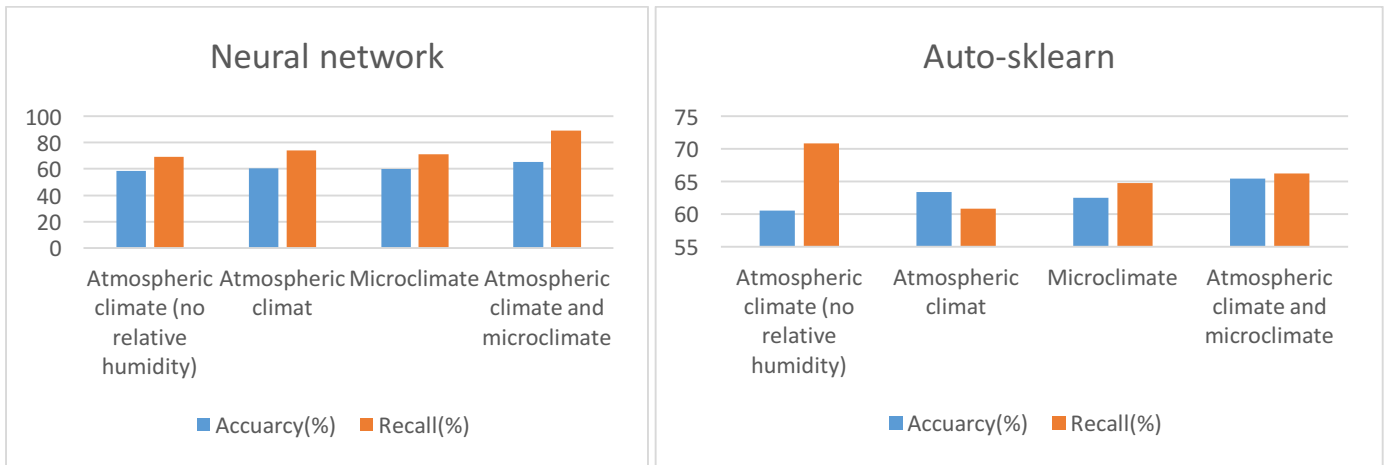 Neural network
100
80
60
40
20
0
Atmospheric
climate (no
relative
humidity)
Atmospheric
climat
Microclimate
Atmospheric
climate and
microclimate
Accuarcy(%)
Recall(%)
Auto-sklearn
75
70
65
60
55
Atmospheric
climate (no
relative
humidity)
Atmospheric
climat
Microclimate
Atmospheric
climate and
microclimate
Accuarcy(%)
Recall(%)